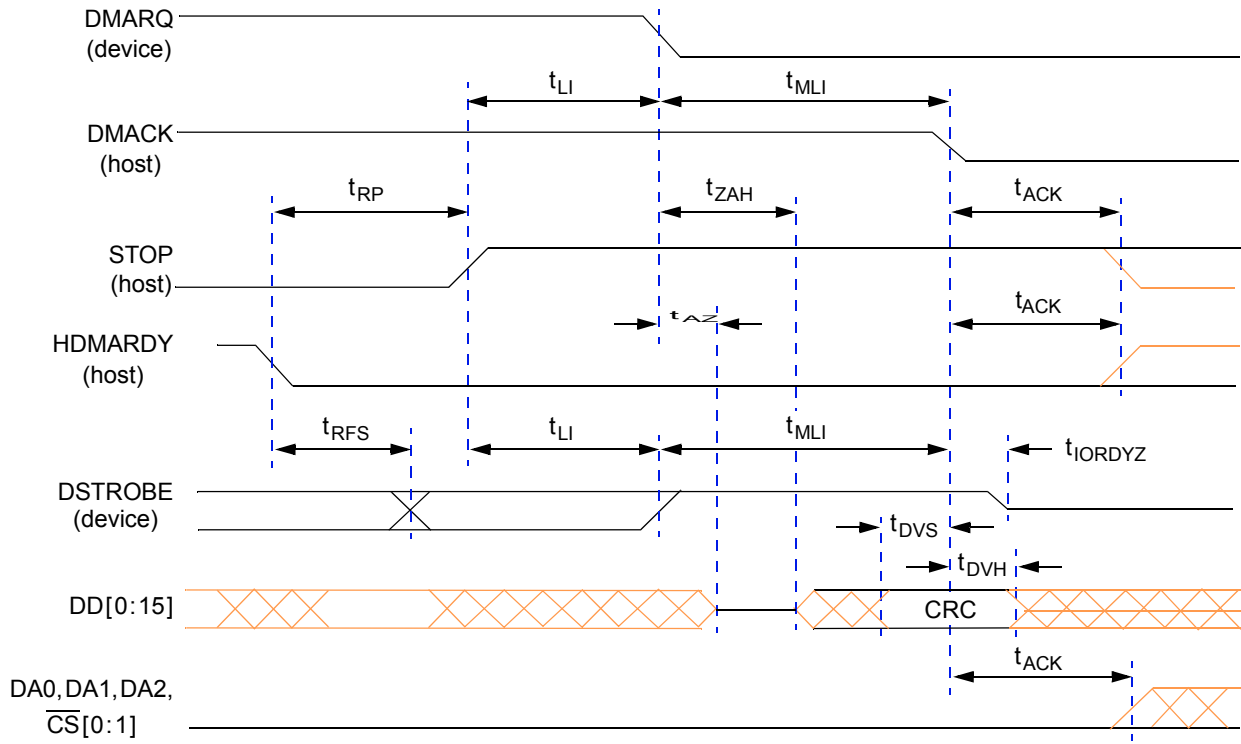 DMARQ
(device)
tLI
tMLI
DMACK
(host)
tRP
tZAH
tACK
STOP
(host)
tAZ
tACK
HDMARDY
(host)
tRFS
tLI
tMLI
tIORDYZ
DSTROBE
(device)
tDVS
tDVH
DD[0:15]
CRC
tACK
DA0,DA1,DA2,
C̅S̅[0:1]